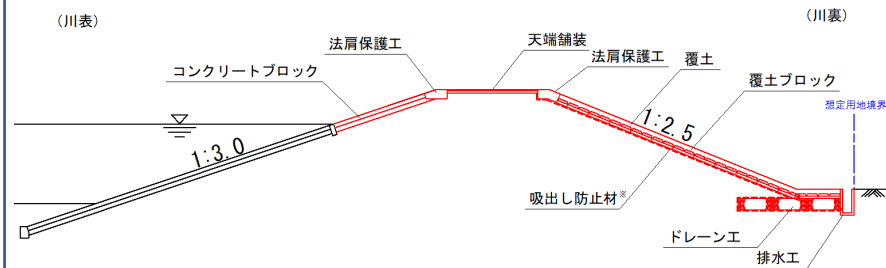 （川表）
（川裏）
天端舗装
法肩保護工
法肩保護工
覆土
コンクリートブロック
覆土ブロック
想定用地境界
1:2.5
1:3.0
吸出し防止材※
ドレーン工
排水工